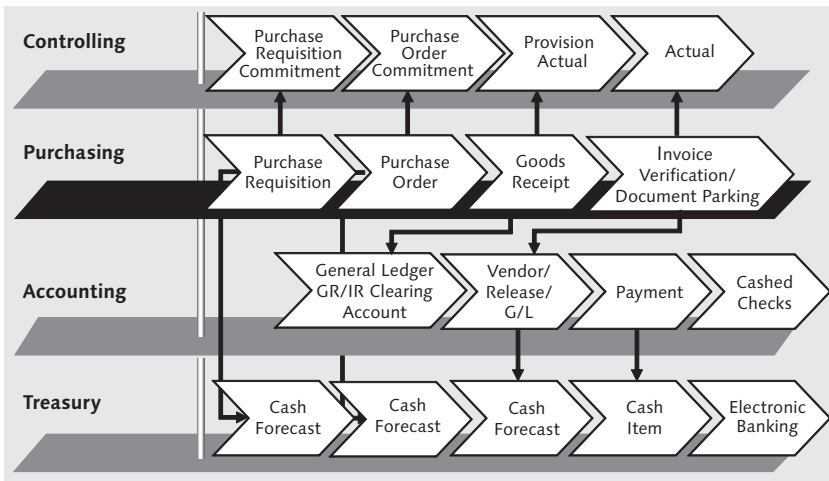 Controlling
Purchase
Requisition
Commitment
Purchase
Order
Commitment
Provision
Actual
Actual
Purchasing
Purchase
Requisition
Purchase
Order
Goods
Receipt
Invoice
Verification/
Document Parking
Accounting
General Ledger
GR/IR Clearing
Account
Vendor/
Release/
G/L
Payment
Cashed
Checks
Treasury
Cash
Forecast
Cash
Forecast
Cash
Forecast
Cash
Item
Electronic
Banking